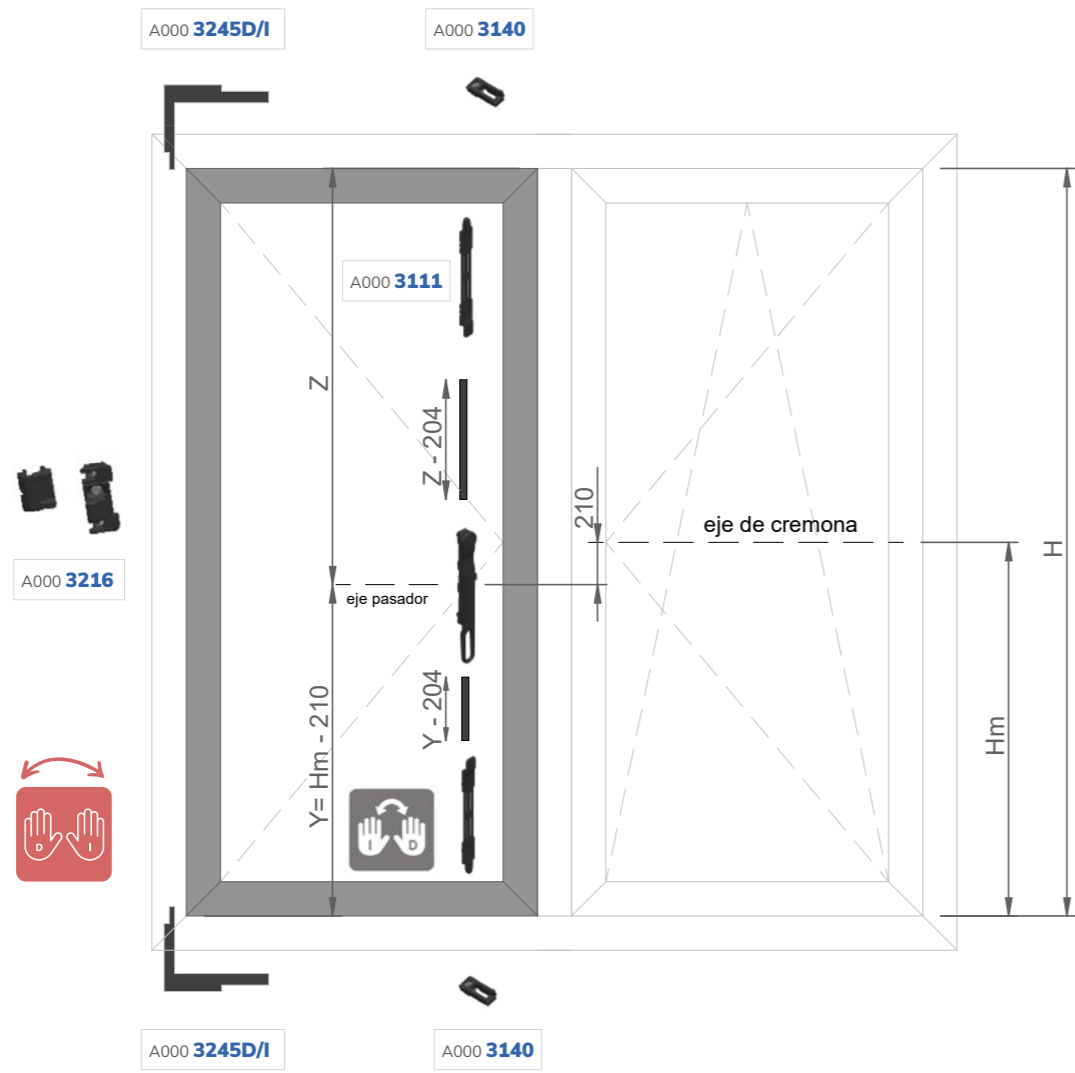 A000 3245D/I
A000 3140
A000 3111
Z
Z - 204
210
eje de cremona
H
A000 3216
eje pasador
Y - 204
Y= Hm - 210
Hm
D I
I D
A000 3245D/I
A000 3140